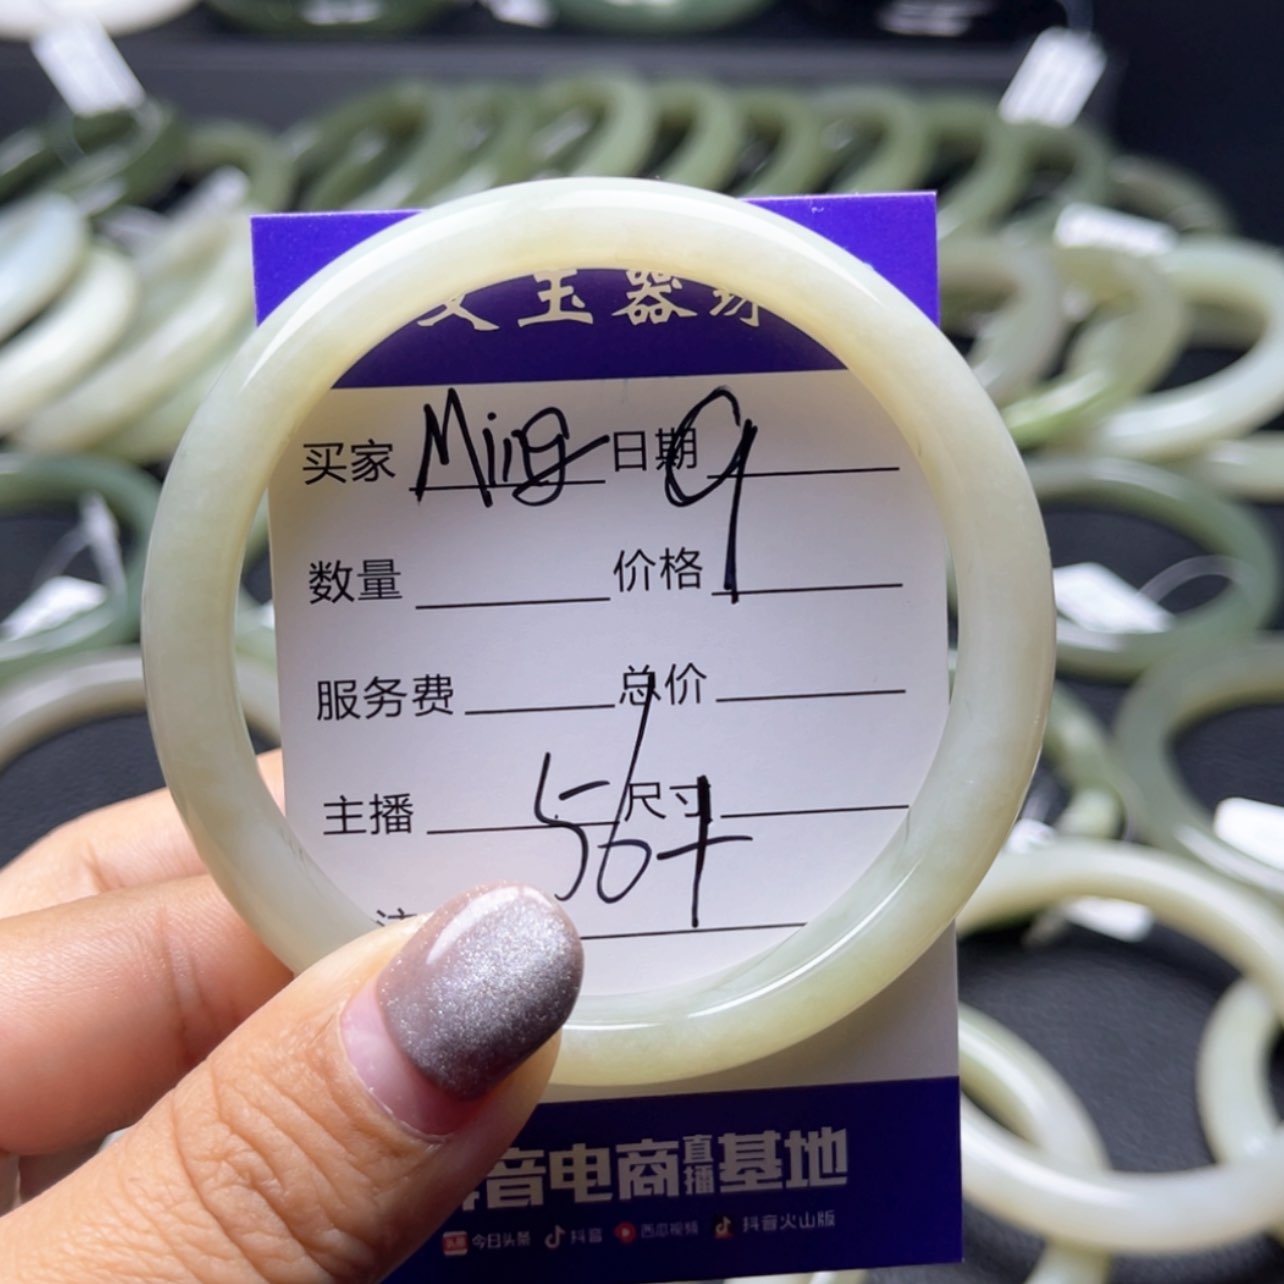 玉器
买家 Ming 日期 9
数量 价格
服务费 总价
主播 尺寸
56+
音电商直播基地
今日头条 抖音 西瓜视频 抖音火山版